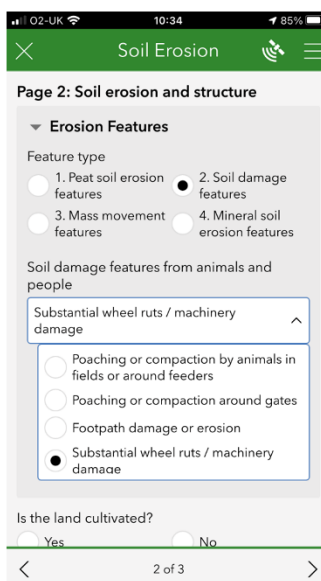 O2-UK 10:34 85%
Soil Erosion
Page 2: Soil erosion and structure
Erosion Features
Feature type
1. Peat soil erosion features
2. Soil damage features
3. Mass movement features
4. Mineral soil erosion features
Soil damage features from animals and
people
Substantial wheel ruts / machinery
damage
Poaching or compaction by animals in
fields or around feeders
Poaching or compaction around gates
Footpath damage or erosion
Substantial wheel ruts / machinery
damage
Is the land cultivated?
Yes No
2 of 3